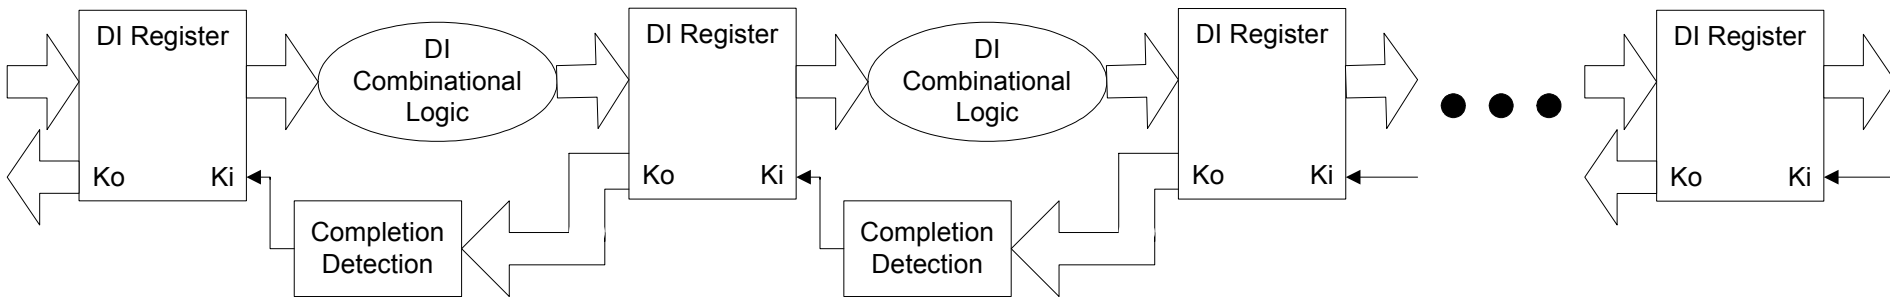 DI Register
Ko
Ki
DI
Combinational
Logic
Completion
Detection
DI Register
Ko
Ki
DI
Combinational
Logic
Completion
Detection
DI Register
Ko
Ki
DI Register
Ko
Ki